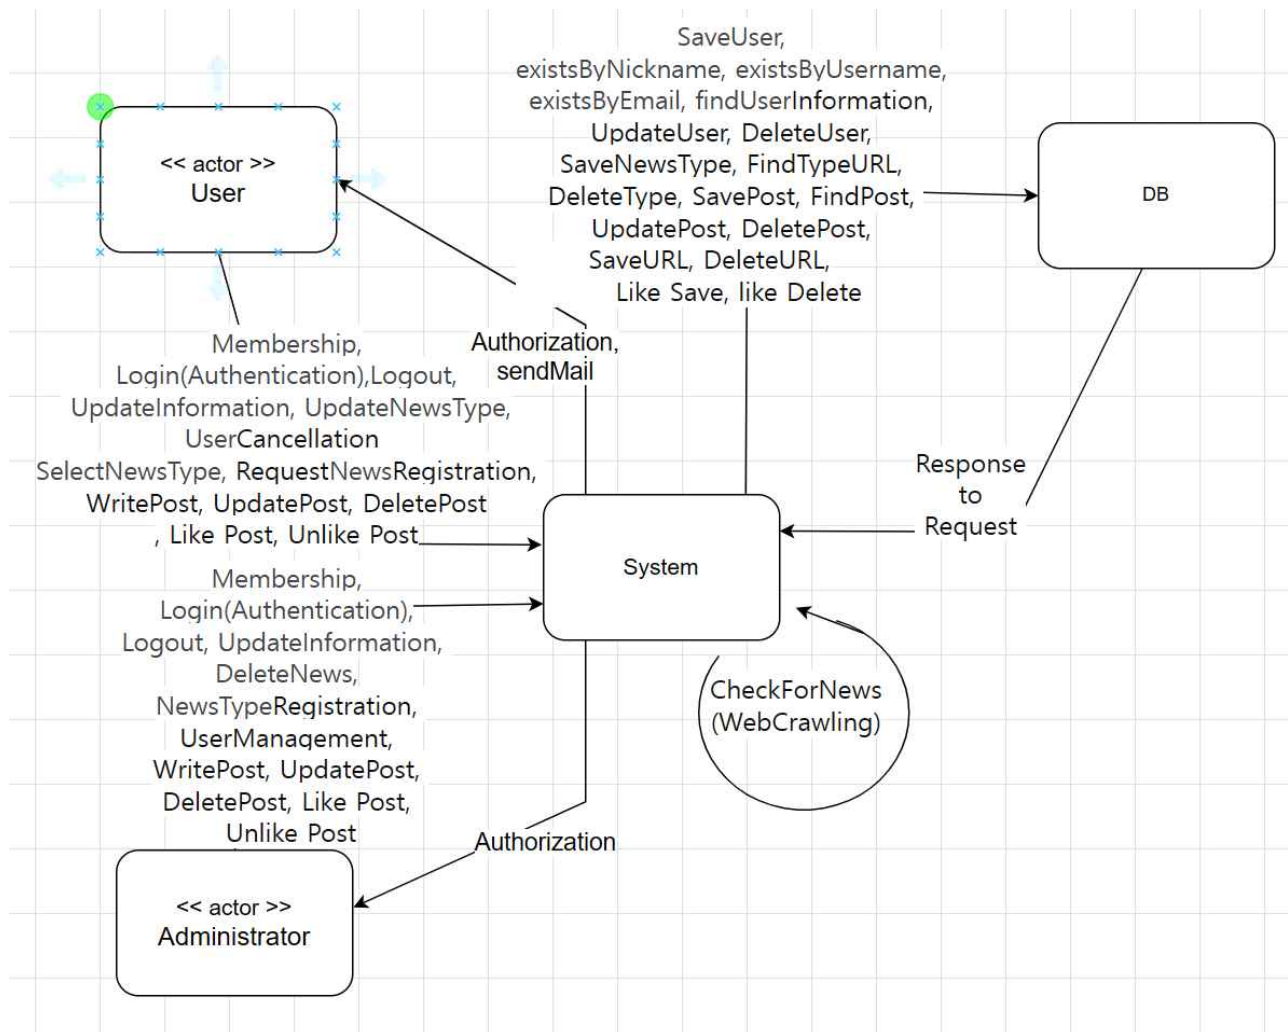 SaveUser,
existsByNickname, existsByUsername,
existsByEmail, findUserInformation,
UpdateUser, DeleteUser,
SaveNewsType, FindTypeURL,
DeleteType, SavePost, FindPost,
UpdatePost, DeletePost,
SaveURL, DeleteURL,
Like Save, like Delete
<< actor >>
User
DB
Authorization,
sendMail
Membership,
Login(Authentication),Logout,
UpdateInformation, UpdateNewsType,
UserCancellation
SelectNewsType, RequestNewsRegistration,
WritePost, UpdatePost, DeletePost
, Like Post, Unlike Post
Response
to
Request
System
Membership,
Login(Authentication),
Logout, UpdateInformation,
DeleteNews,
NewsTypeRegistration,
UserManagement,
WritePost, UpdatePost,
DeletePost, Like Post,
Unlike Post
CheckForNews
(WebCrawling)
Authorization
<< actor >>
Administrator